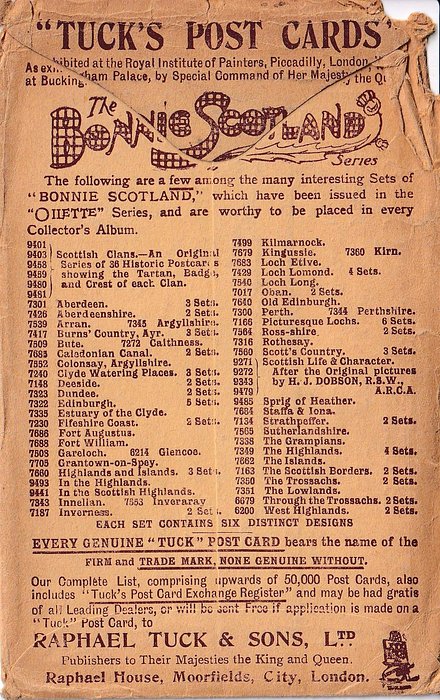 "TUCK'S POST CARDS"
hibited at the Royal Institute of Painters, Piccadilly, London,
at Bucking ham Palace, by Special Command of Her Majesty the Qu
The
BONNIE SCOTLAND
Series
The following are a few among the many interesting Sets of
"BONNIE SCOTLAND," which have been issued in the
"OILETTE" Series, and are worthy to be placed in every
Collector's Album.
9401
9403
9453
9459
9480
9481
Scottish Clans.—An Original
Series of 36 Historic Postcards
showing the Tartan, Badge,
and Crest of each Clan.
7301 Aberdeen. 3 Sets.
7426 Aberdeenshire. 2 Sets.
7539 Arran. 7345 Argyllshire.
7417 Burns' Country, Ayr. 3 Sets.
7509 Bute. 7272 Caithness.
7685 Caledonian Canal. 2 Sets.
7552 Colonsay, Argyllshire.
7240 Clyde Watering Places. 3 Sets.
7148 Deeside. 2 Sets.
7323 Dundee. 2 Sets.
7322 Edinburgh. 5 Sets.
7335 Estuary of the Clyde.
7230 Fifeshire Coast. 2 Sets.
7686 Fort Augustus.
7688 Fort William.
7508 Gareloch. 6214 Glencoe.
7705 Grantown-on-Spey.
7660 Highlands and Islands. 3 Sets.
9493 In the Highlands.
9441 In the Scottish Highlands.
7343 Innellan. 7653 Inveraray
7187 Inverness. 2 Sets.
7499 Kilmarnock.
7679 Kingussie. 7360 Kirn.
7683 Loch Etive.
7429 Loch Lomond. 4 Sets.
7640 Loch Long.
7017 Oban. 2 Sets.
7640 Old Edinburgh.
7300 Perth. 7344 Perthshire.
7165 Picturesque Lochs. 6 Sets.
7564 Ross-shire 2 Sets.
7316 Rothesay.
7560 Scott's Country. 3 Sets.
9271
9272
9343
9479
Scottish Life & Character.
After the Original pictures
by H. J. DOBSON, R.S.W.,
A.R.C.A.
9485 Sprig of Heather.
7684 Staffa & Iona.
7134 Strathpeffer. 2 Sets.
7565 Sutherlandshire.
7338 The Grampians.
7349 The Highlands. 4 Sets.
7662 The Islands.
7163 The Scottish Borders. 2 Sets.
7350 The Trossachs. 2 Sets.
7351 The Lowlands.
6679 Through the Trossachs. 2 Sets.
6200 West Highlands. 2 Sets.
EACH SET CONTAINS SIX DISTINCT DESIGNS
EVERY GENUINE "TUCK" POST CARD bears the name of the
FIRM and TRADE MARK, NONE GENUINE WITHOUT.
Our Complete List, comprising upwards of 50,000 Post Cards, also
includes "Tuck's Post Card Exchange Register" and may be had gratis
of all Leading Dealers, or will be sent Free if application is made on a
"Tuck" Post Card, to
RAPHAEL TUCK & SONS, LTD
Publishers to Their Majesties the King and Queen.
Raphael House, Moorfields, City, London.